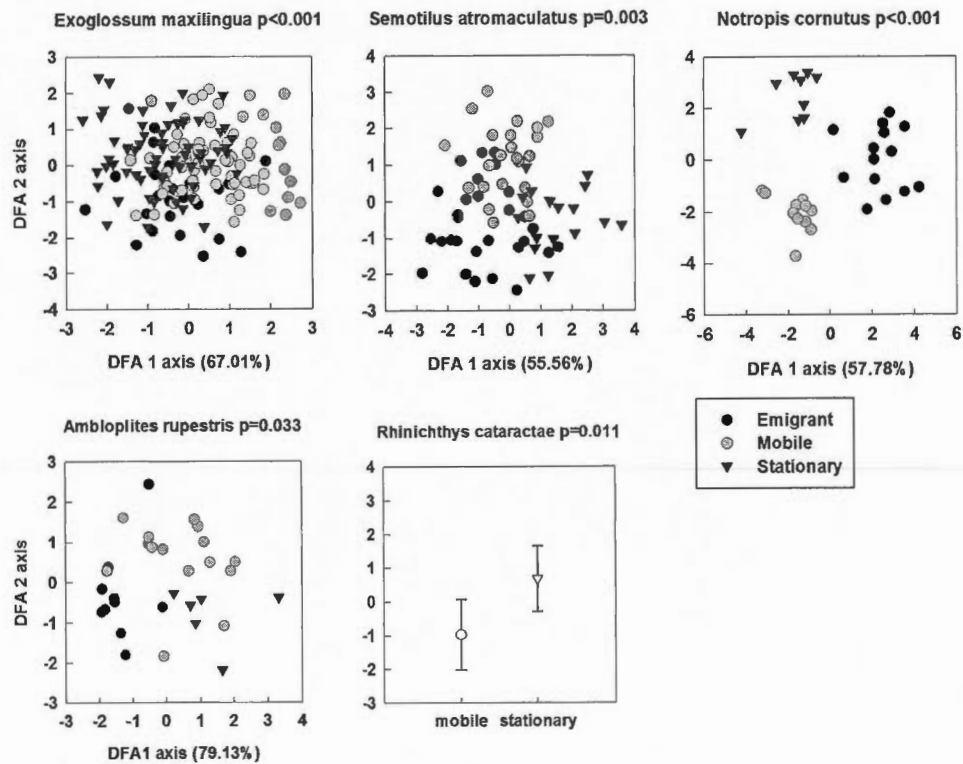 Exoglossum maxilingua p<0.001
Semotilus atromaculatus p=0.003
Notropis cornutus p<0.001
DFA 2 axis
3
2
1
0
-1
-2
-3
-3 -2 -1 0 1 2 3
DFA 1 axis (67.01%)
5
4
3
2
1
0
-1
-2
-3
-4 -3 -2 -1 0 1 2 3 4
DFA 1 axis (55.56%)
4
2
0
-2
-4
-6
-6 -4 -2 0 2 4 6
DFA 1 axis (57.78%)
Emigrant
Mobile
Stationary
Ambloplites rupestris p=0.033
Rhinichthys cataractae p=0.011
DFA 2 axis
4
3
2
1
0
-1
-2
-3
-3 -2 -1 0 1 2 3 4
DFA1 axis (79.13%)
4
3
2
1
0
-1
-2
-3
mobile stationary